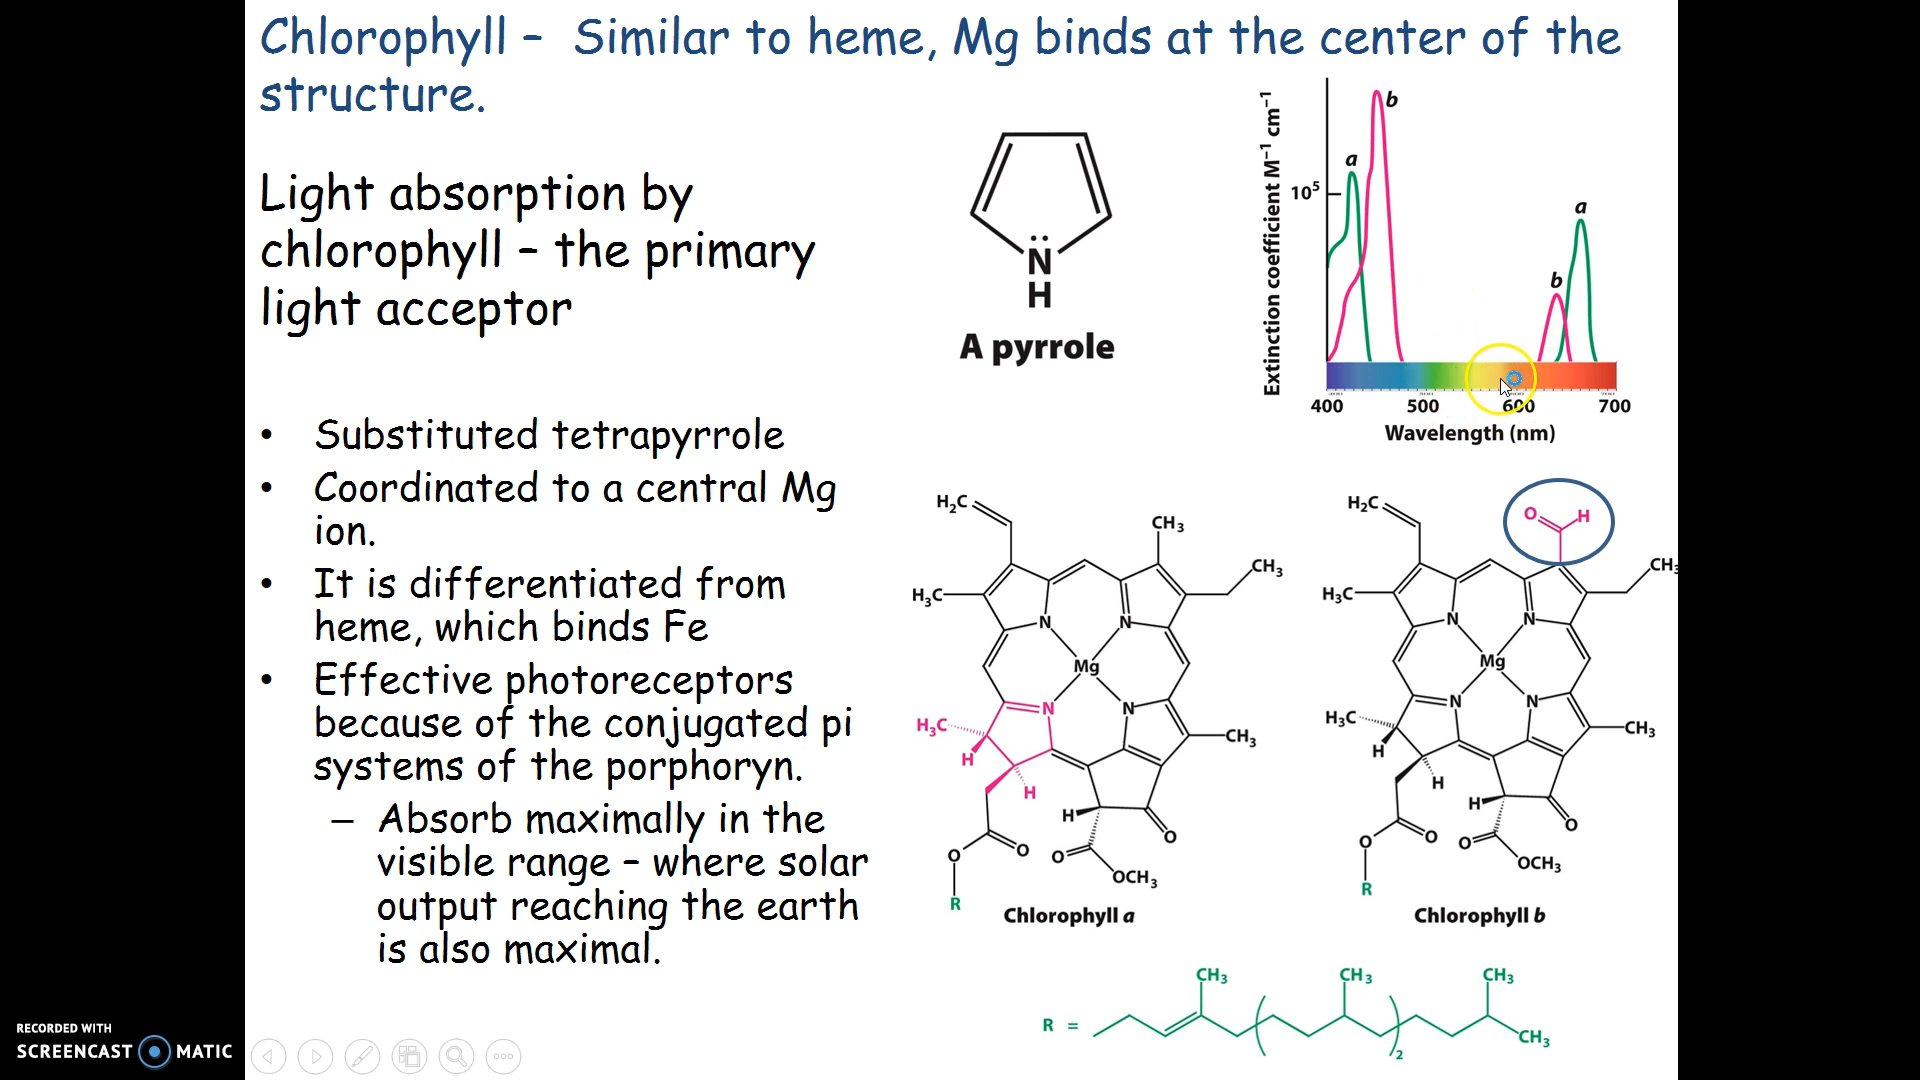 Chlorophyll – Similar to heme, Mg binds at the center of the
structure.
Light absorption by
chlorophyll – the primary
light acceptor
• Substituted tetrapyrrole
• Coordinated to a central Mg
ion.
• It is differentiated from
heme, which binds Fe
• Effective photoreceptors
because of the conjugated pi
systems of the porphoryn.
– Absorb maximally in the
visible range – where solar
output reaching the earth
is also maximal.
N
H
A pyrrole
Extinction coefficient M⁻¹ cm⁻¹
10⁵
a
b
b
a
400 500 600 700
Wavelength (nm)
H₂C
CH₃
CH₃
H₃C
N
N
Mg
N
N
H₃C
H
H
CH₃
H
O
O
O
O
OCH₃
R
Chlorophyll a
H₂C
O
H
CH₃
H₃C
N
N
Mg
N
N
H₃C
H
H
CH₃
H
O
O
O
O
OCH₃
R
Chlorophyll b
R =
CH₃
CH₃
CH₃
CH₃
2
RECORDED WITH
SCREENCAST MATIC